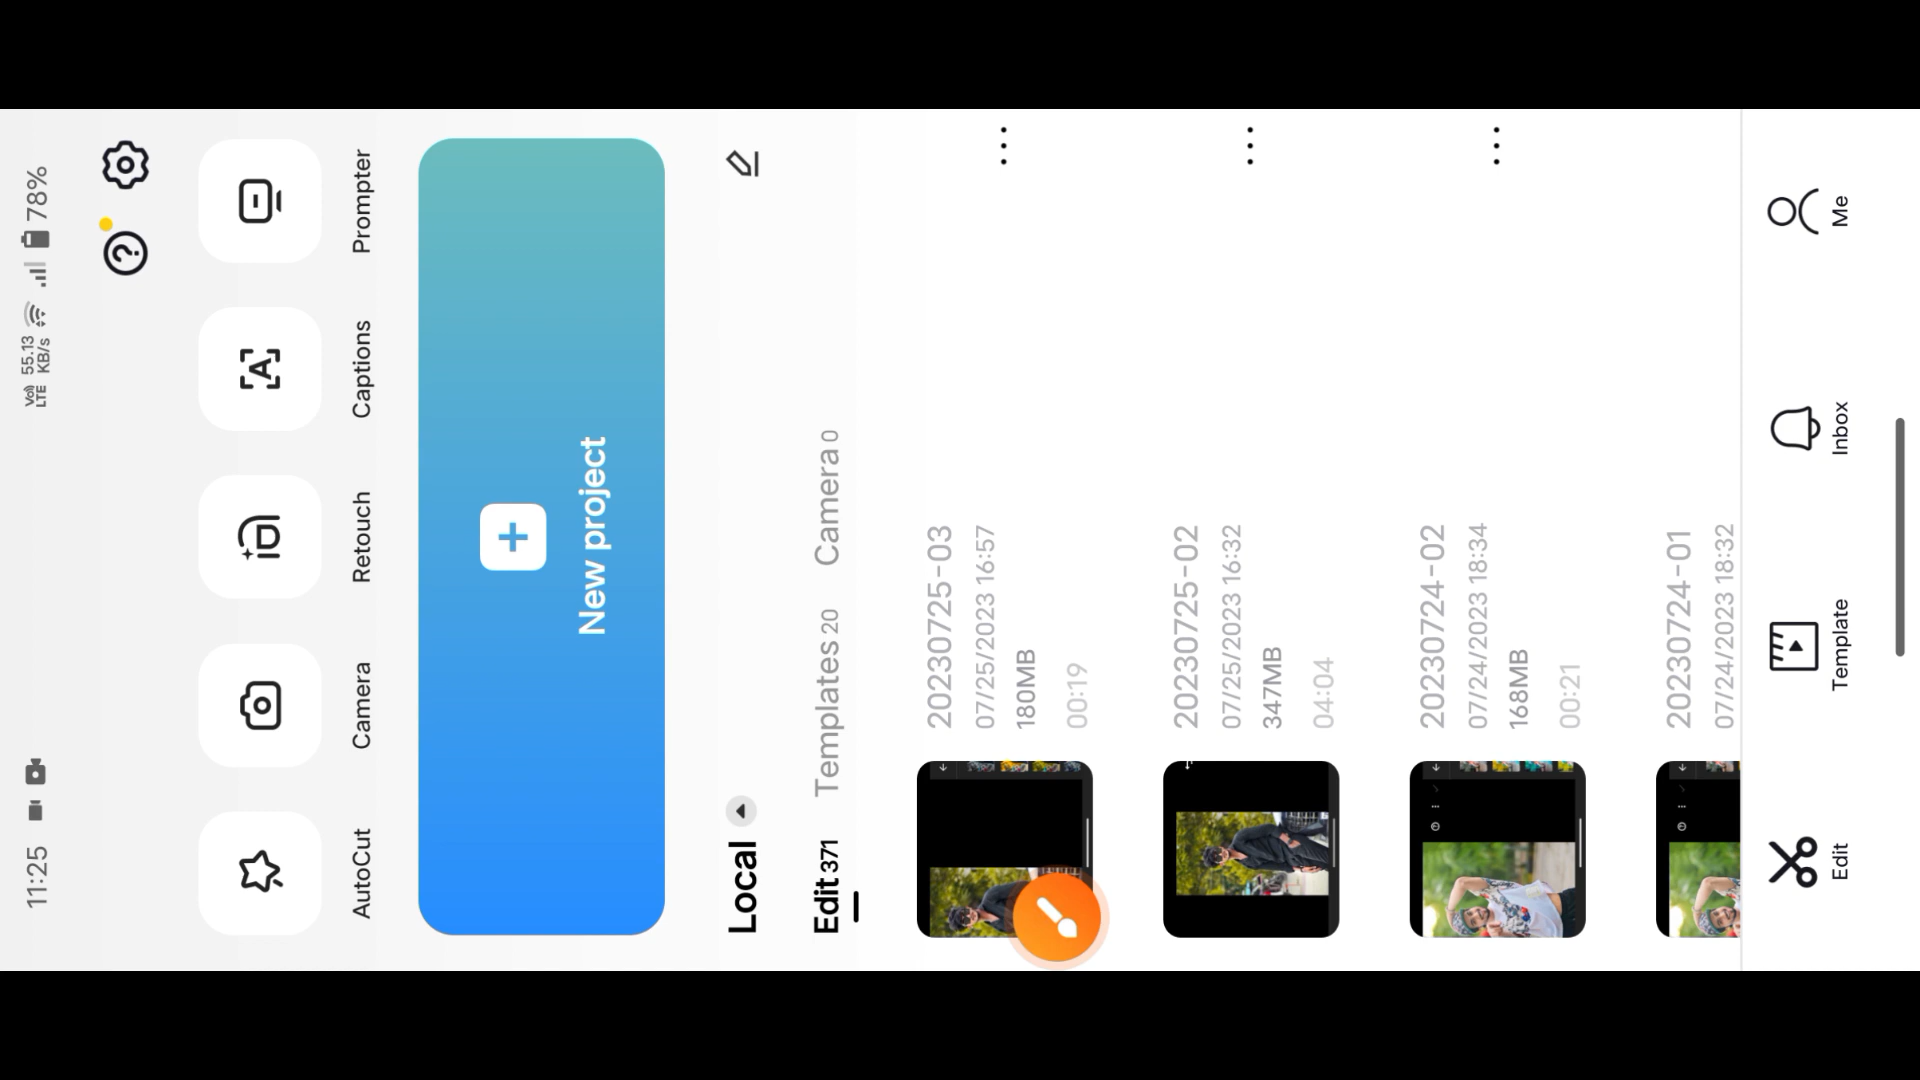 11:25
Vo) LTE 55.13 KB/s 78%
AutoCut Camera Retouch Captions Prompter
New project
Local
Edit 371 Templates 20 Camera 0
20230725-03
07/25/2023 16:57
180MB
00:19
20230725-02
07/25/2023 16:32
347MB
04:04
20230724-02
07/24/2023 18:34
168MB
00:21
20230724-01
07/24/2023 18:32
Edit Template Inbox Me